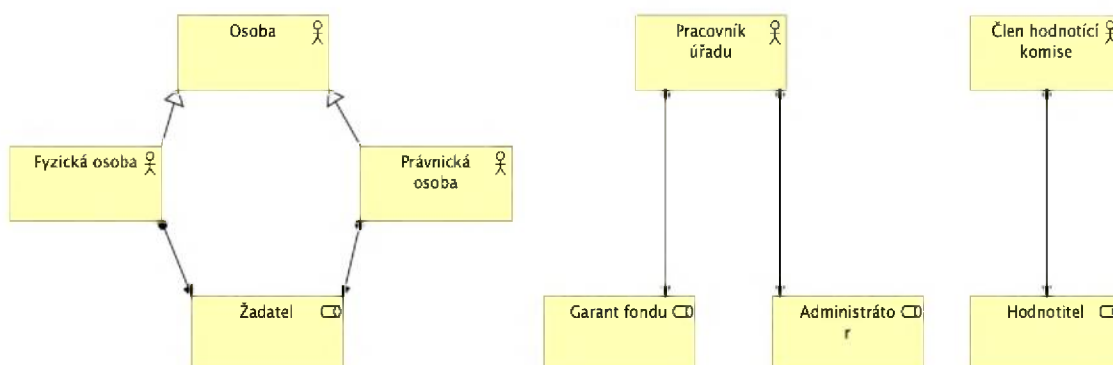 Osoba
Pracovník
úřadu
Člen hodnotící
komise
Fyzická osoba
Právnická
osoba
Žadatel
Garant fondu
Administráto
r
Hodnotitel